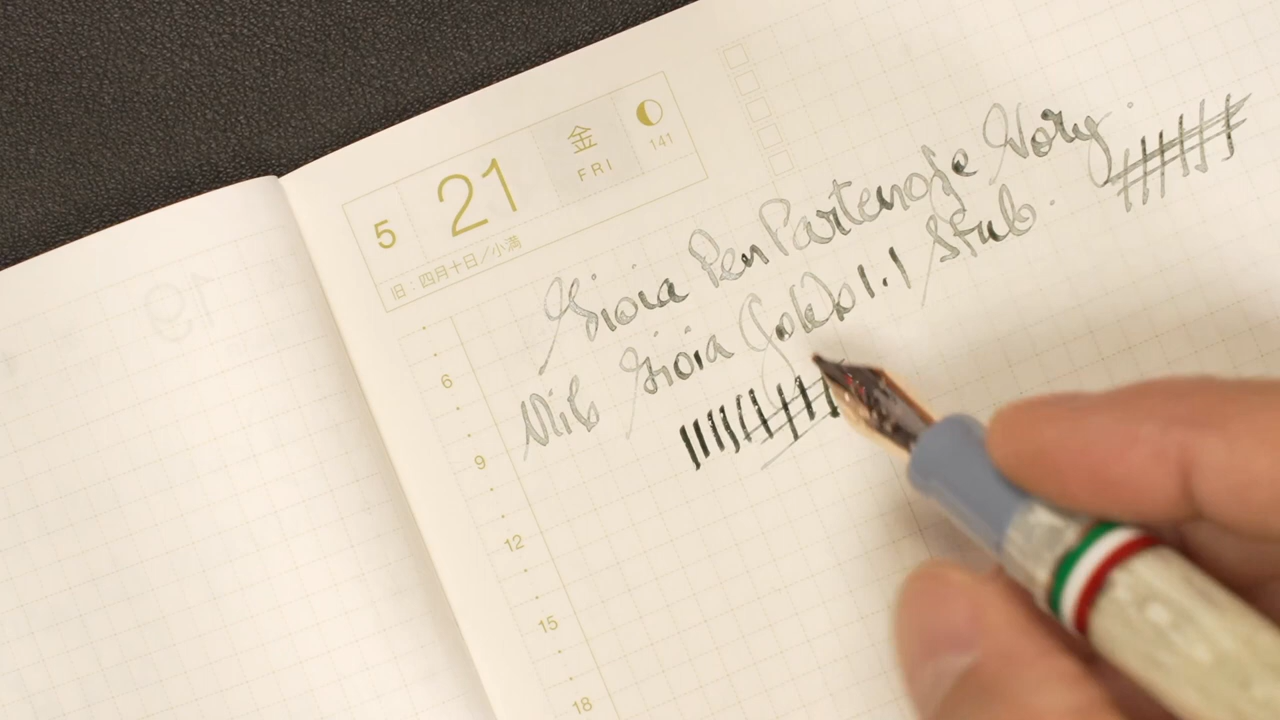 5 21 金 FRI 141
旧：四月十日／小満
Gioia Pen Partenope Ivory
Nib Gioia Gold 1.1 Stub.
6
9
12
15
18
19